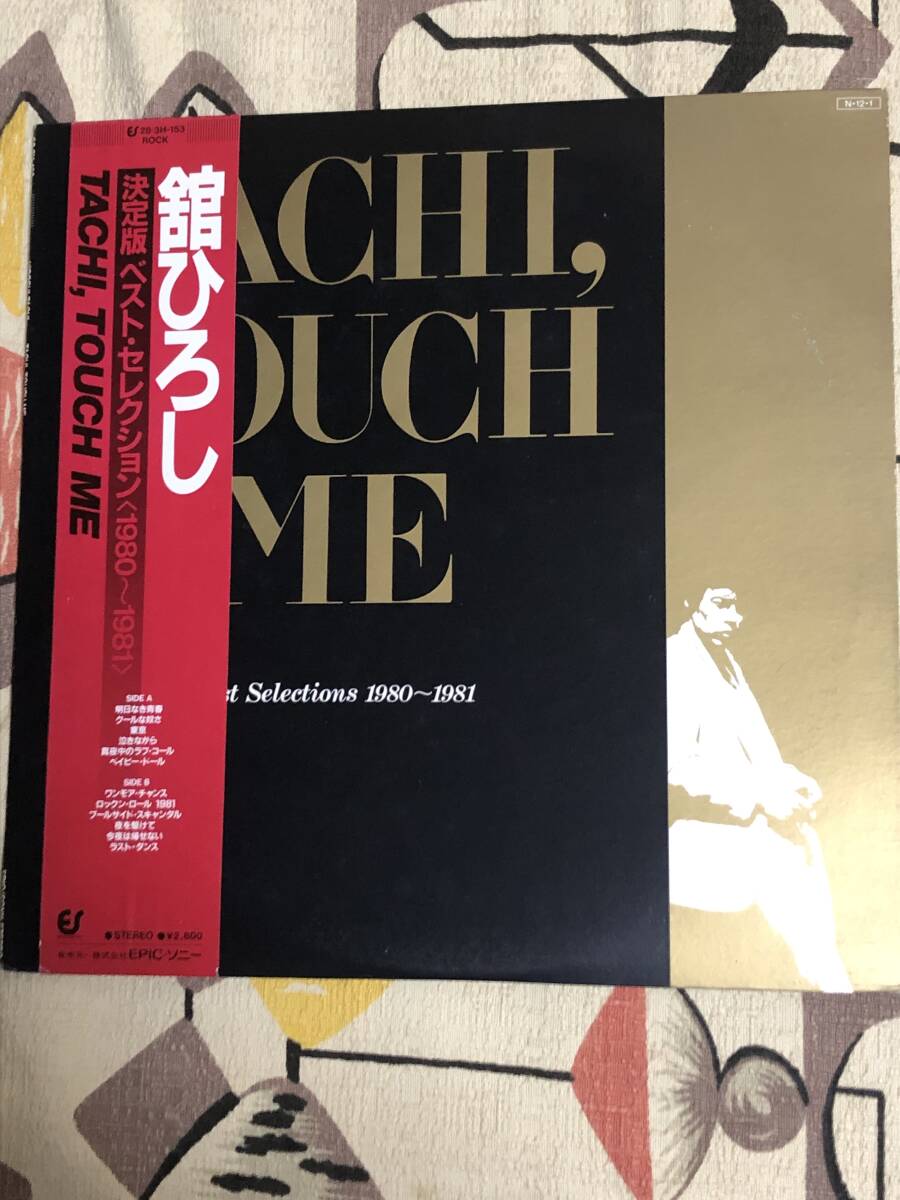 ES 28・3H-153
ROCK
舘ひろし
決定版 ベスト・セレクション〈1980〜1981〉
TACHI, TOUCH ME
SIDE A
明日なき青春
クールな奴さ
東京
泣きながら
真夜中のラブ・コール
ベイビー・ドール
SIDE B
ワンモア・チャンス
ロックン・ロール 1981
プールサイド・スキャンダル
夜を撃けて
今夜は帰せない
ラスト・ダンス
ES
●STEREO ●¥2,800
発売元・株式会社EPIC・ソニー
ACHI,
OUCH
ME
st Selections 1980〜1981
N・12・1